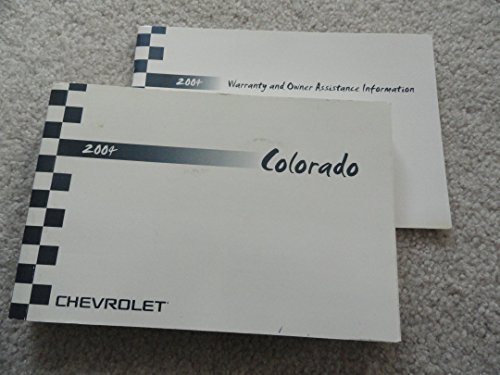 2004
Warranty and Owner Assistance Information
2004
Colorado
CHEVROLET